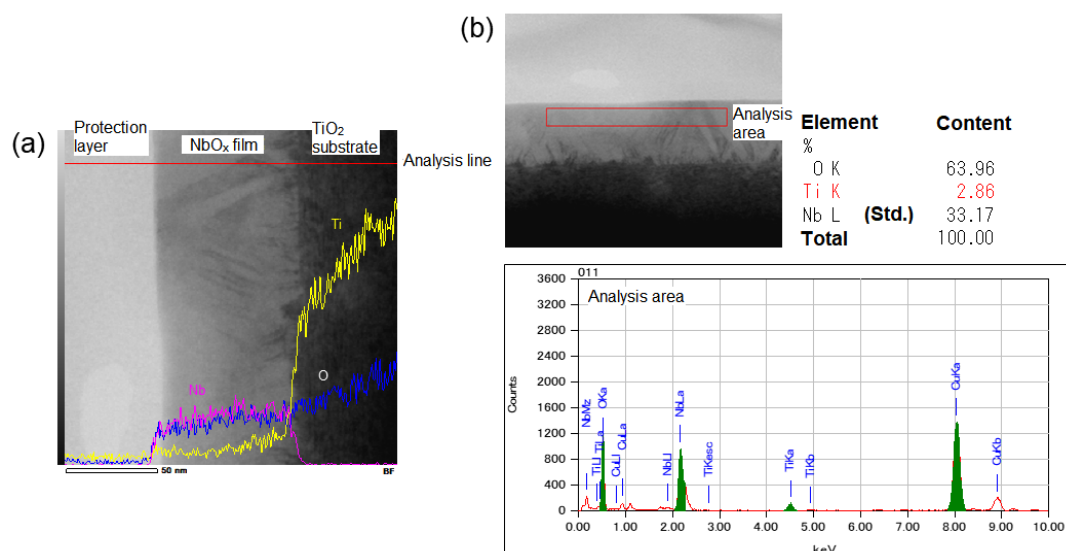 (a)
Protection
layer
NbOₓ film
TiO₂
substrate
Analysis line
Ti
Nb
O
50 nm
BF
(b)
Analysis
area
Element Content
%
O K 63.96
Ti K 2.86
Nb L (Std.) 33.17
Total 100.00
011
Analysis area
Counts
3600
3200
2800
2400
2000
1600
1200
800
400
0
NbMz
TiLl
TiLa
OKa
CuLl
CuLa
NbLl
NbLa
TiKesc
TiKa
TiKb
CuKa
CuKb
0.00 1.00 2.00 3.00 4.00 5.00 6.00 7.00 8.00 9.00 10.00
keV